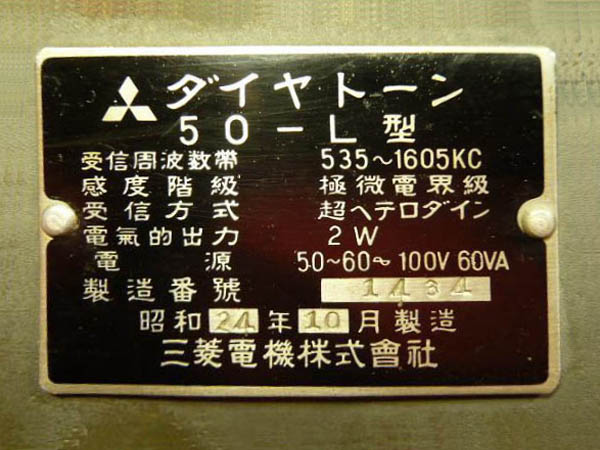 ダイヤトーン
50-L型
受信周波数帶 535~1605KC
感度階級 極微電界級
受信方式 超ヘテロダイン
電氣的出力 2W
電源 50~60~100V 60VA
製造番號 1434
昭和24年10月製造
三菱電機株式會社